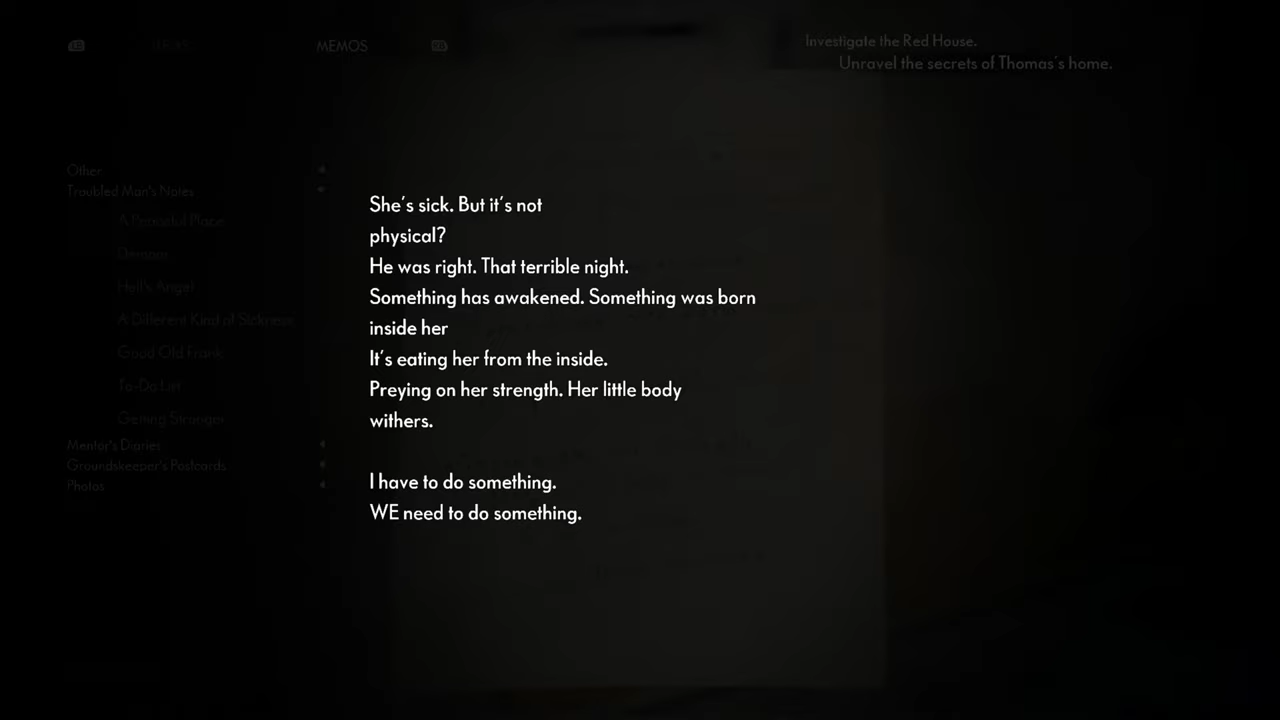 LB
MEMOS
RB
Investigate the Red House.
Unravel the secrets of Thomas's home.
Other
Troubled Man's Notes
A Peaceful Place
Demons
Hell's Angel
A Different Kind of Sickness
Good Old Frank
To-Do List
Getting Stranger
Mentor's Diaries
Groundskeeper's Postcards
Photos
She's sick. But it's not
physical?
He was right. That terrible night.
Something has awakened. Something was born
inside her
It's eating her from the inside.
Preying on her strength. Her little body
withers.
I have to do something.
WE need to do something.